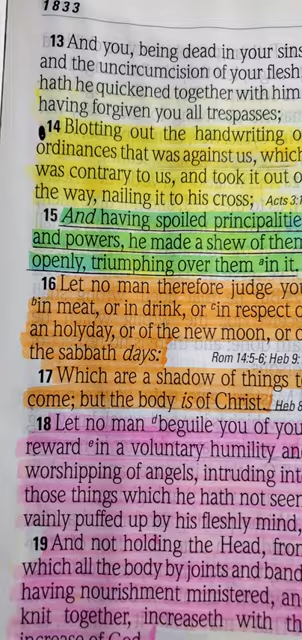 1833
13 And you, being dead in your sins
and the uncircumcision of your flesh
hath he quickened together with him
having forgiven you all trespasses;
14 Blotting out the handwriting o
ordinances that was against us, which
was contrary to us, and took it out o
the way, nailing it to his cross; Acts 3:1
15 And having spoiled principalitie
and powers, he made a shew of them
openly, triumphing over them a in it.
16 Let no man therefore judge you
b in meat, or in drink, or c in respect o
an holyday, or of the new moon, or o
the sabbath days: Rom 14:5-6; Heb 9:
17 Which are a shadow of things t
come; but the body is of Christ. Heb 8
18 Let no man d beguile you of you
reward e in a voluntary humility an
worshipping of angels, intruding int
those things which he hath not seen
vainly puffed up by his fleshly mind,
19 And not holding the Head, from
which all the body by joints and band
having nourishment ministered, an
knit together, increaseth with th
increase of God